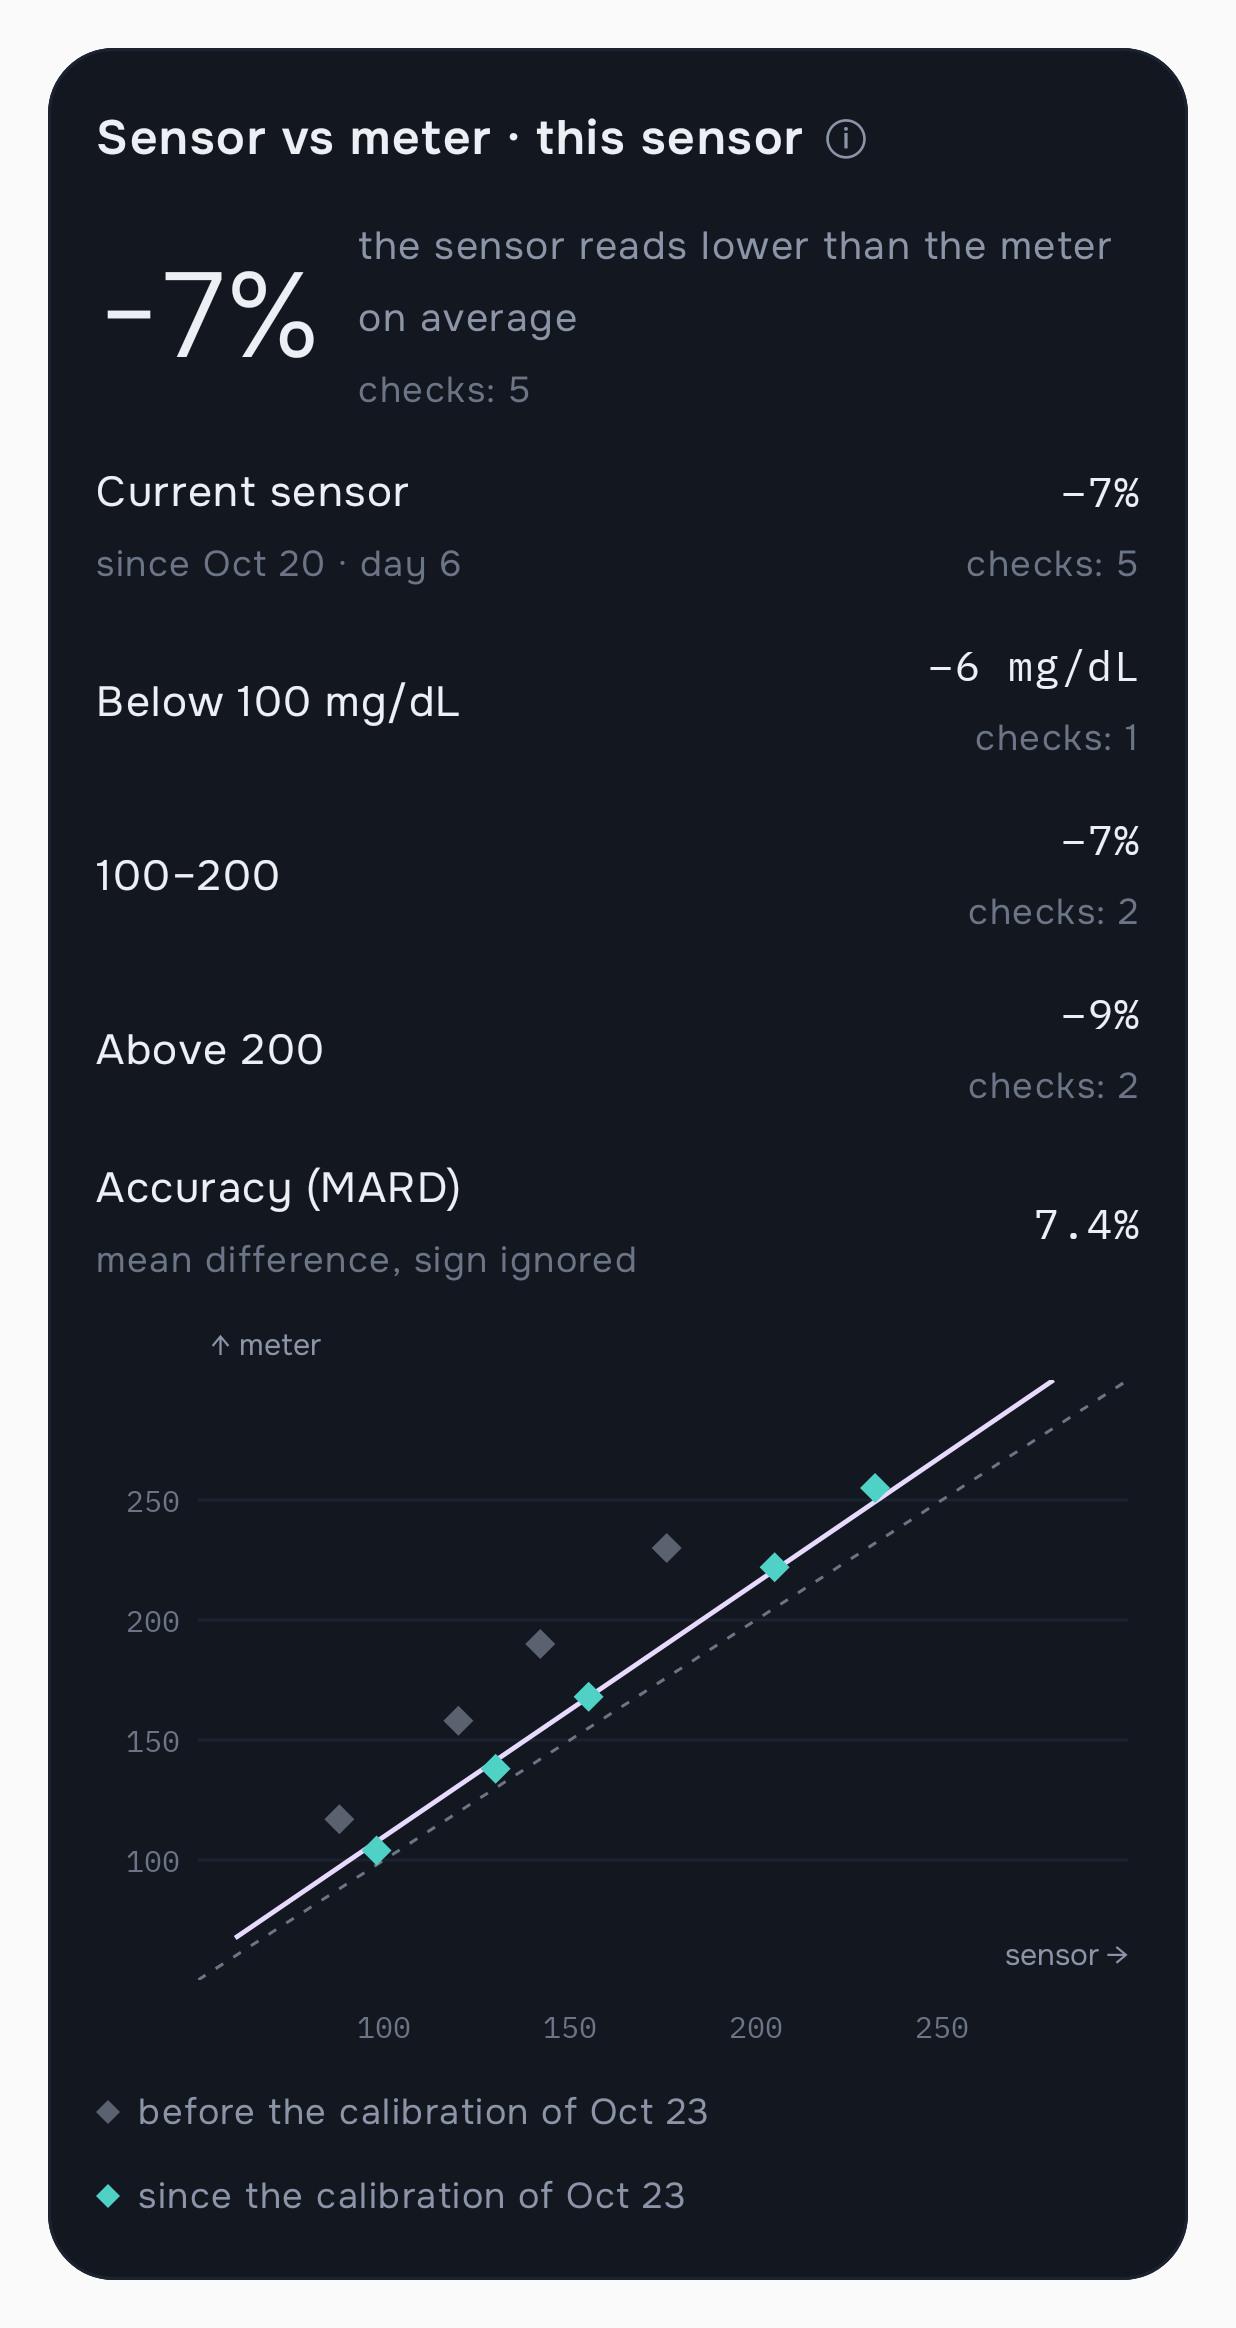 Sensor vs meter · this sensor ⓘ
−7%
the sensor reads lower than the meter
on average
checks: 5
Current sensor
−7%
since Oct 20 · day 6
checks: 5
Below 100 mg/dL
−6 mg/dL
checks: 1
100–200
−7%
checks: 2
Above 200
−9%
checks: 2
Accuracy (MARD)
mean difference, sign ignored
7.4%
↑ meter
250
200
150
100
sensor →
100 150 200 250
before the calibration of Oct 23
since the calibration of Oct 23